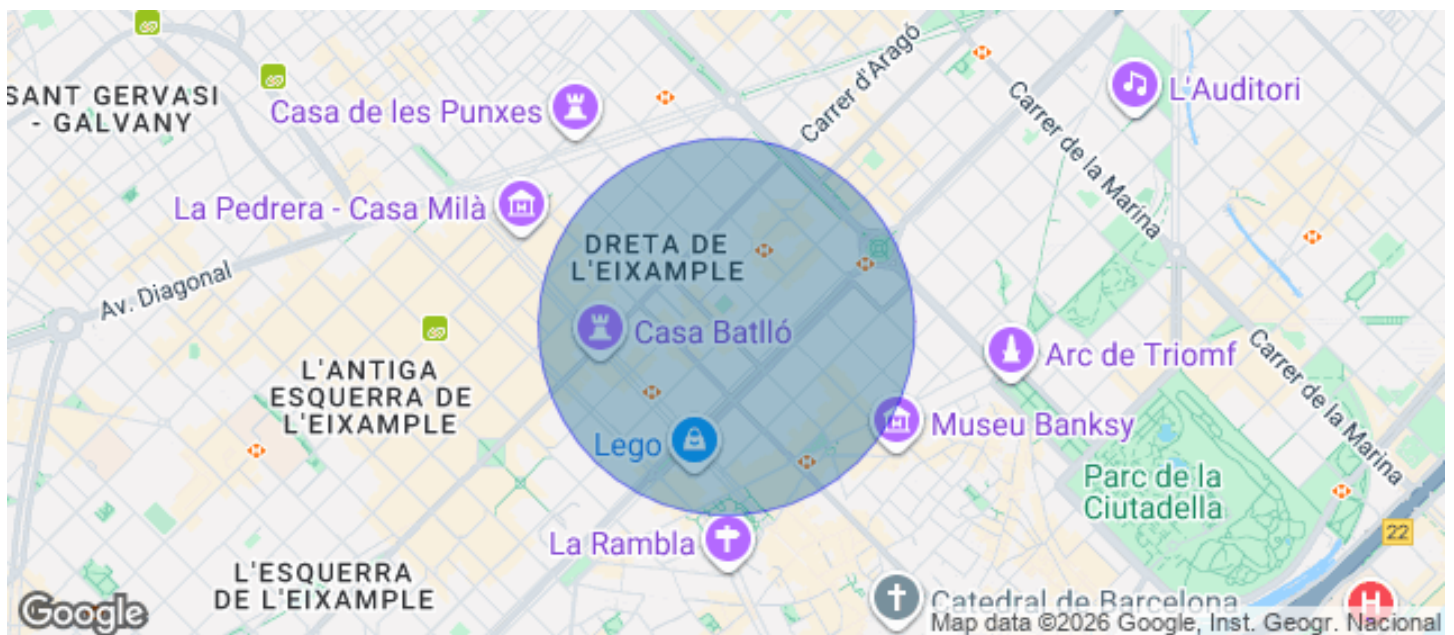 SANT GERVASI
- GALVANY
Casa de les Punxes
Carrer d'Aragó
L'Auditori
Carrer de la Marina
La Pedrera - Casa Milà
DRETA DE
L'EIXAMPLE
Av. Diagonal
Casa Batlló
Arc de Triomf
Carrer de la Marina
L'ANTIGA
ESQUERRA DE
L'EIXAMPLE
Lego
Museu Banksy
Parc de la
Ciutadella
22
La Rambla
L'ESQUERRA
DE L'EIXAMPLE
Catedral de Barcelona
H
Google
Map data ©2026 Google, Inst. Geogr. Nacional